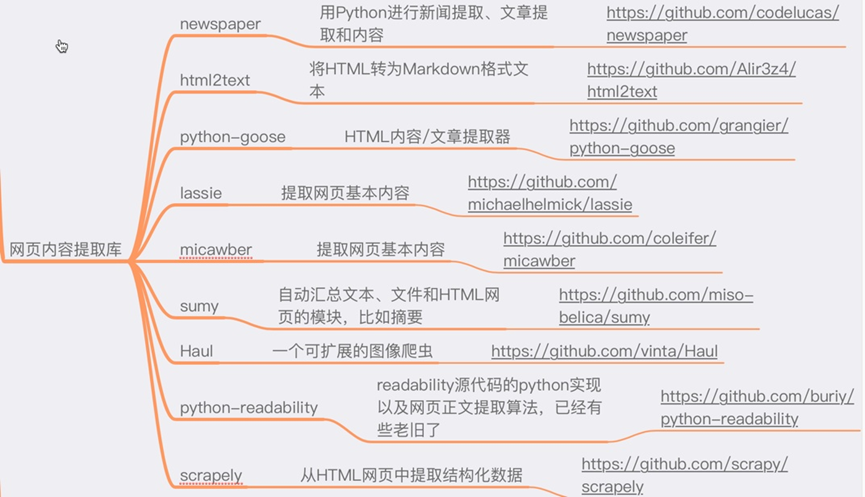 newspaper
用Python进行新闻提取、文章提
取和内容
https://github.com/codelucas/
newspaper
html2text
将HTML转为Markdown格式文
本
https://github.com/Alir3z4/
html2text
python-goose
HTML内容/文章提取器
https://github.com/grangier/
python-goose
lassie
提取网页基本内容
https://github.com/
michaelhelmick/lassie
网页内容提取库
micawber
提取网页基本内容
https://github.com/coleifer/
micawber
sumy
自动汇总文本、文件和HTML网
页的模块，比如摘要
https://github.com/miso-
belica/sumy
Haul
一个可扩展的图像爬虫
https://github.com/vinta/Haul
python-readability
readability源代码的python实现
以及网页正文提取算法，已经有
些老旧了
https://github.com/buriy/
python-readability
scrapely
从HTML网页中提取结构化数据
https://github.com/scrapy/
scrapely